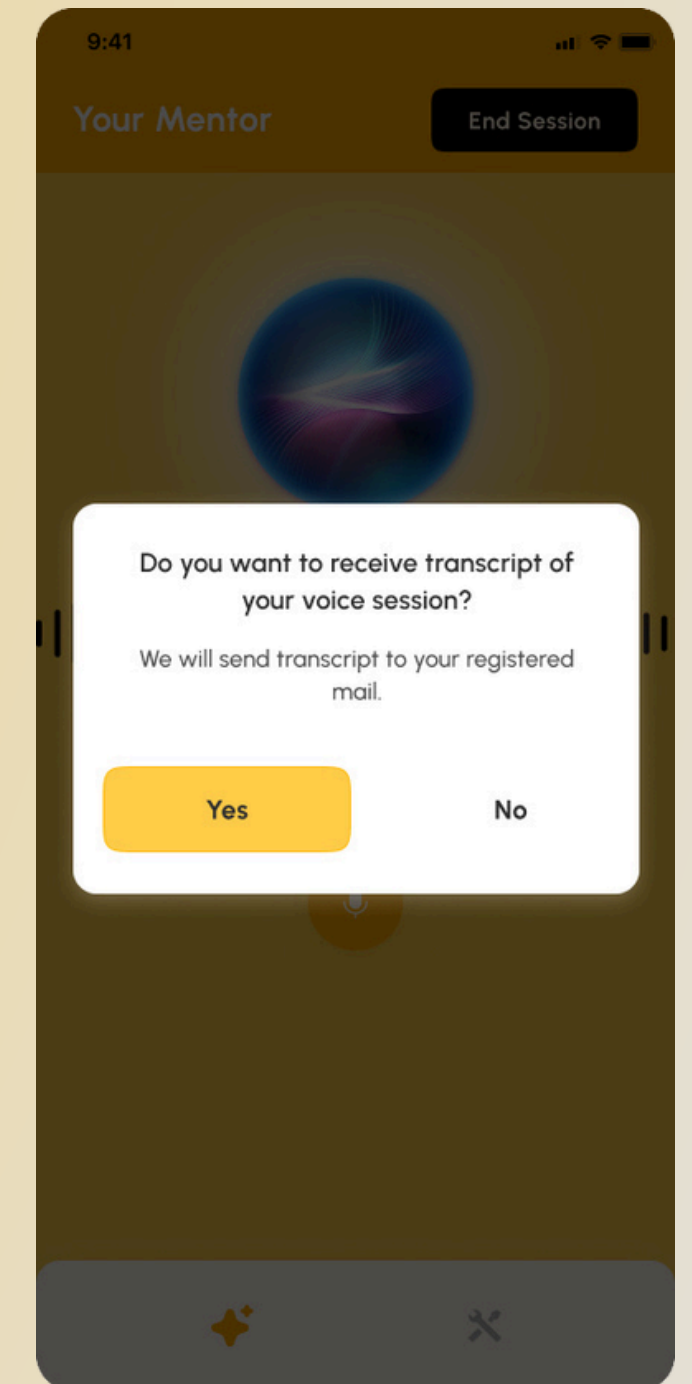 9:41
Your Mentor
End Session
Do you want to receive transcript of
your voice session?
We will send transcript to your registered
mail.
Yes
No